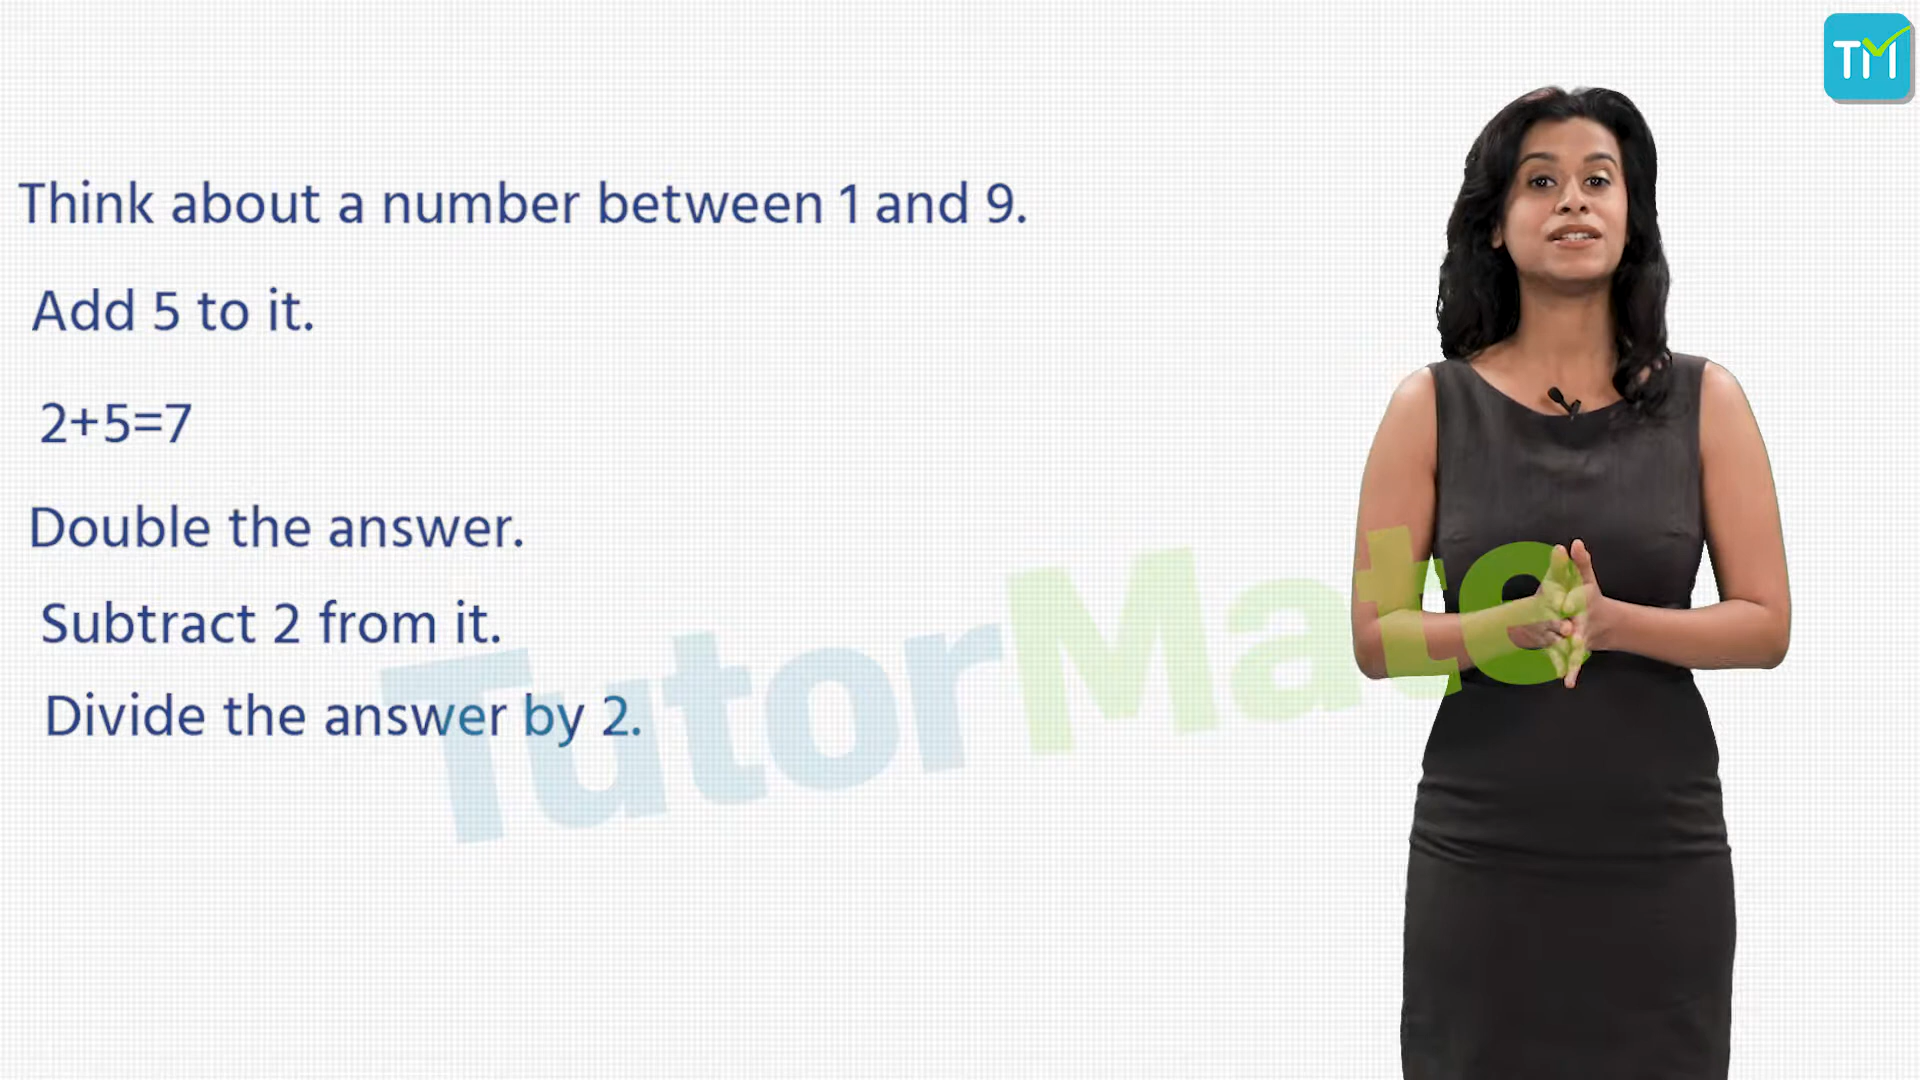 TM
Think about a number between 1 and 9.
Add 5 to it.
2+5=7
Double the answer.
Subtract 2 from it.
Divide the answer by 2.
TutorMate